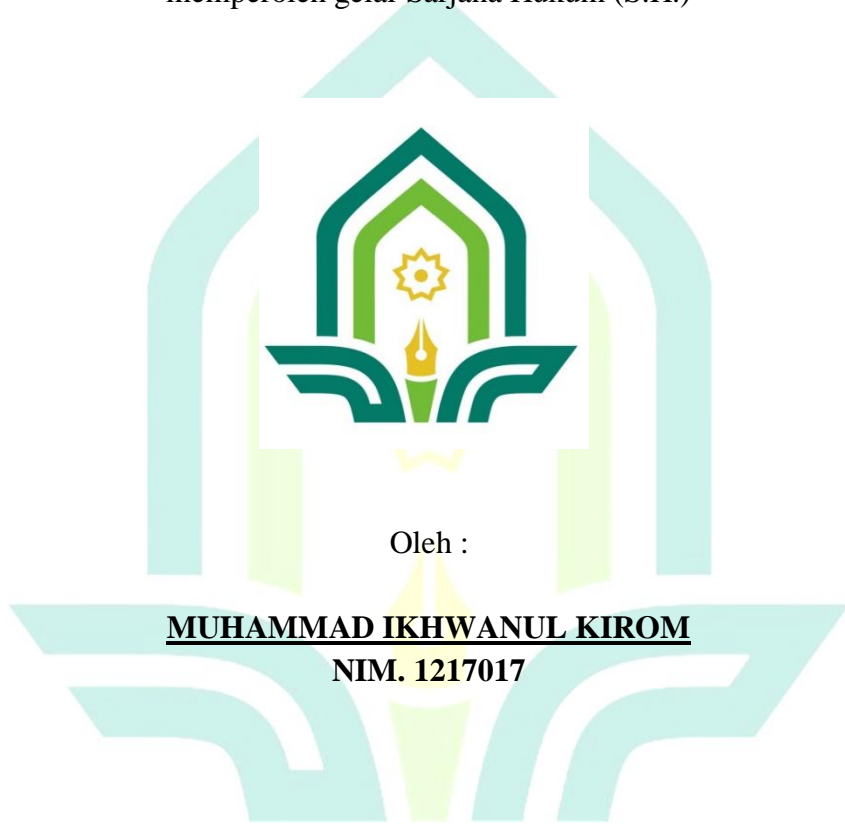 memperoleh gelar Sarjana Hukum (S.H.)
Oleh :
MUHAMMAD IKHWANUL KIROM
NIM. 1217017